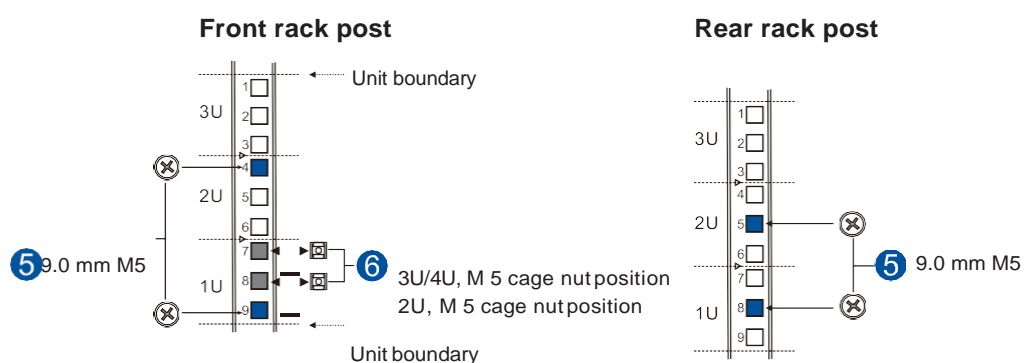 Front rack post
Rear rack post
Unit boundary
1
3U 2
3
4
2U 5
6
7
1U 8
9
5 9.0 mm M5
6
3U/4U, M 5 cage nut position
2U, M 5 cage nut position
Unit boundary
1
3U 2
3
4
2U 5
6
7
1U 8
9
5 9.0 mm M5